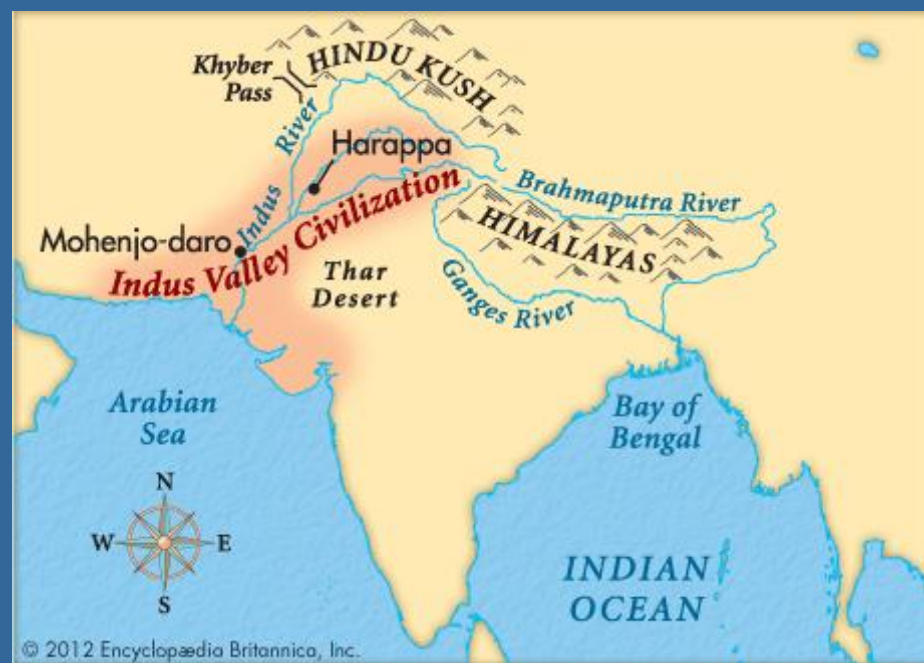 HINDU KUSH
Khyber
Pass
Indus River
Harappa
Brahmaputra River
HIMALAYAS
Mohenjo-daro
Indus Valley Civilization
Thar
Desert
Ganges River
Arabian
Sea
Bay of
Bengal
N
W
E
S
INDIAN
OCEAN
© 2012 Encyclopædia Britannica, Inc.